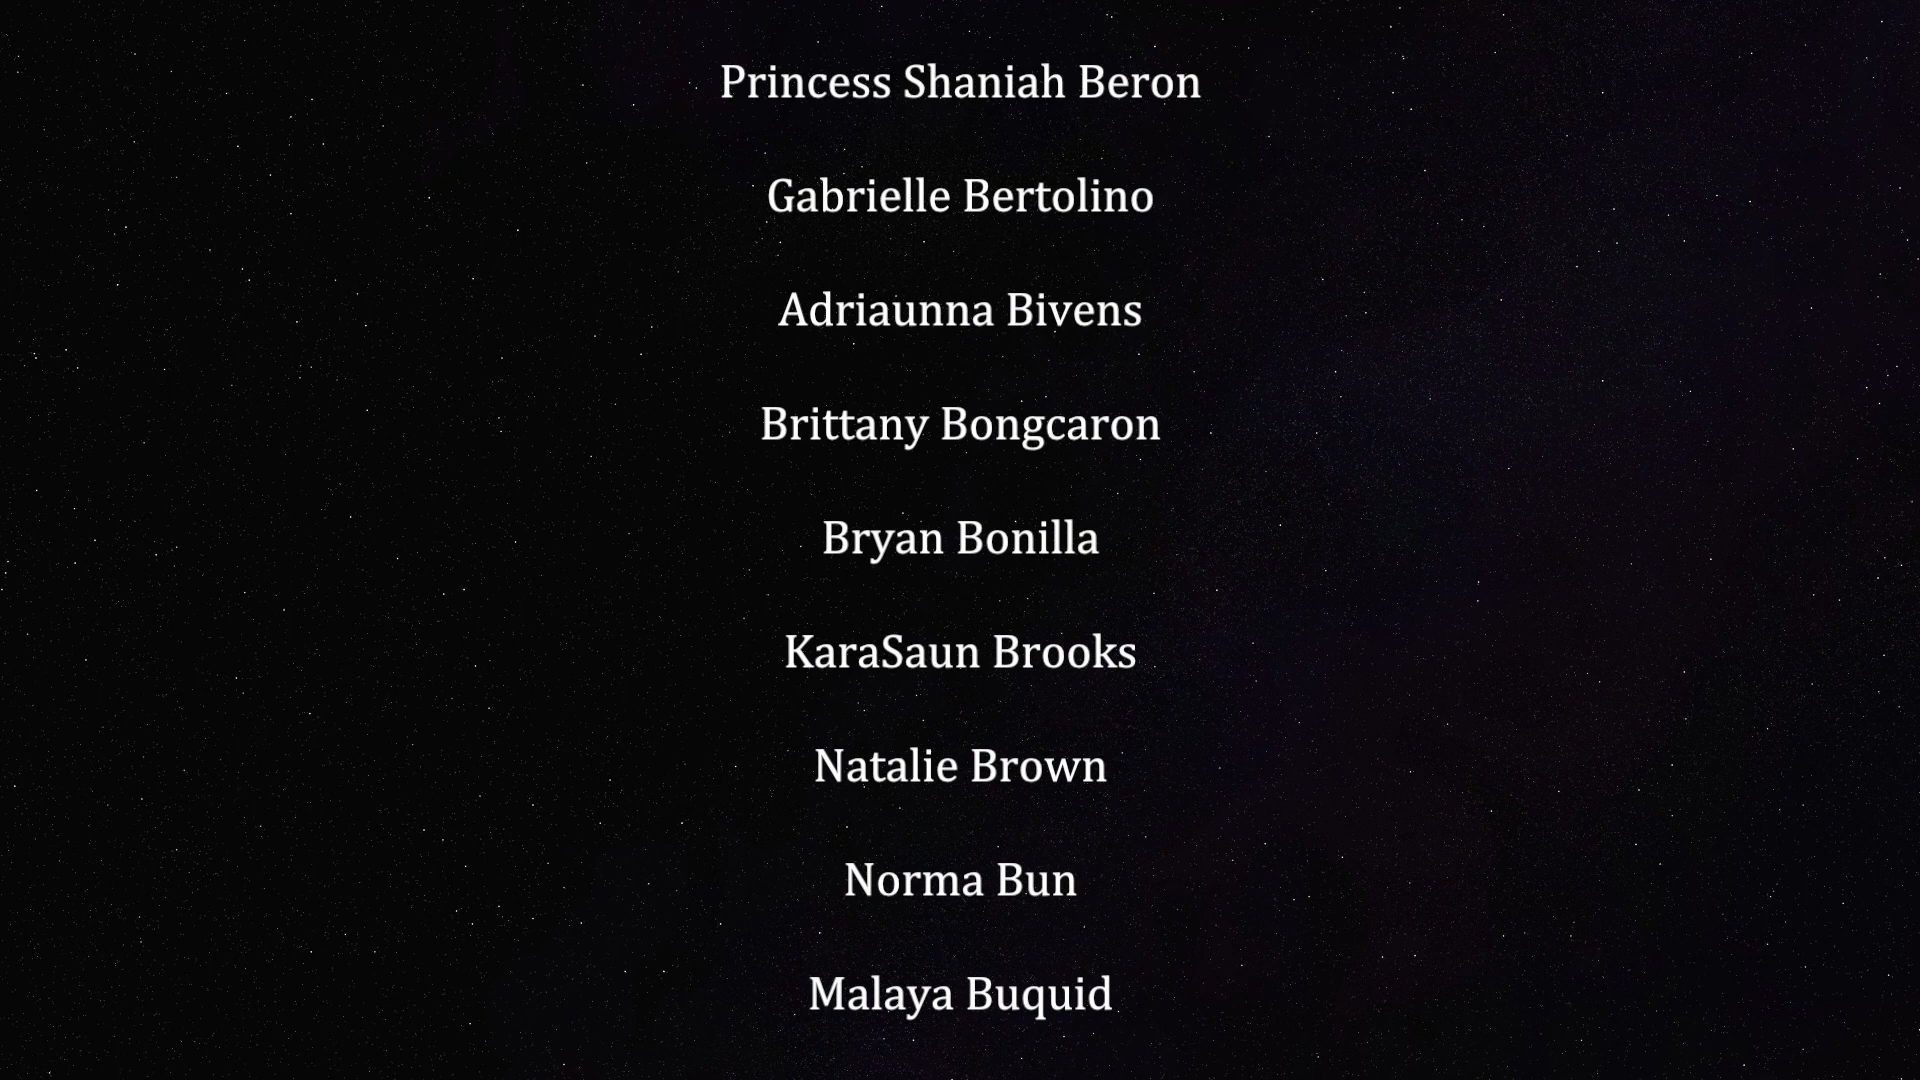 Princess Shaniah Beron
Gabrielle Bertolino
Adriaunna Bivens
Brittany Bongcaron
Bryan Bonilla
KaraSaun Brooks
Natalie Brown
Norma Bun
Malaya Buquid